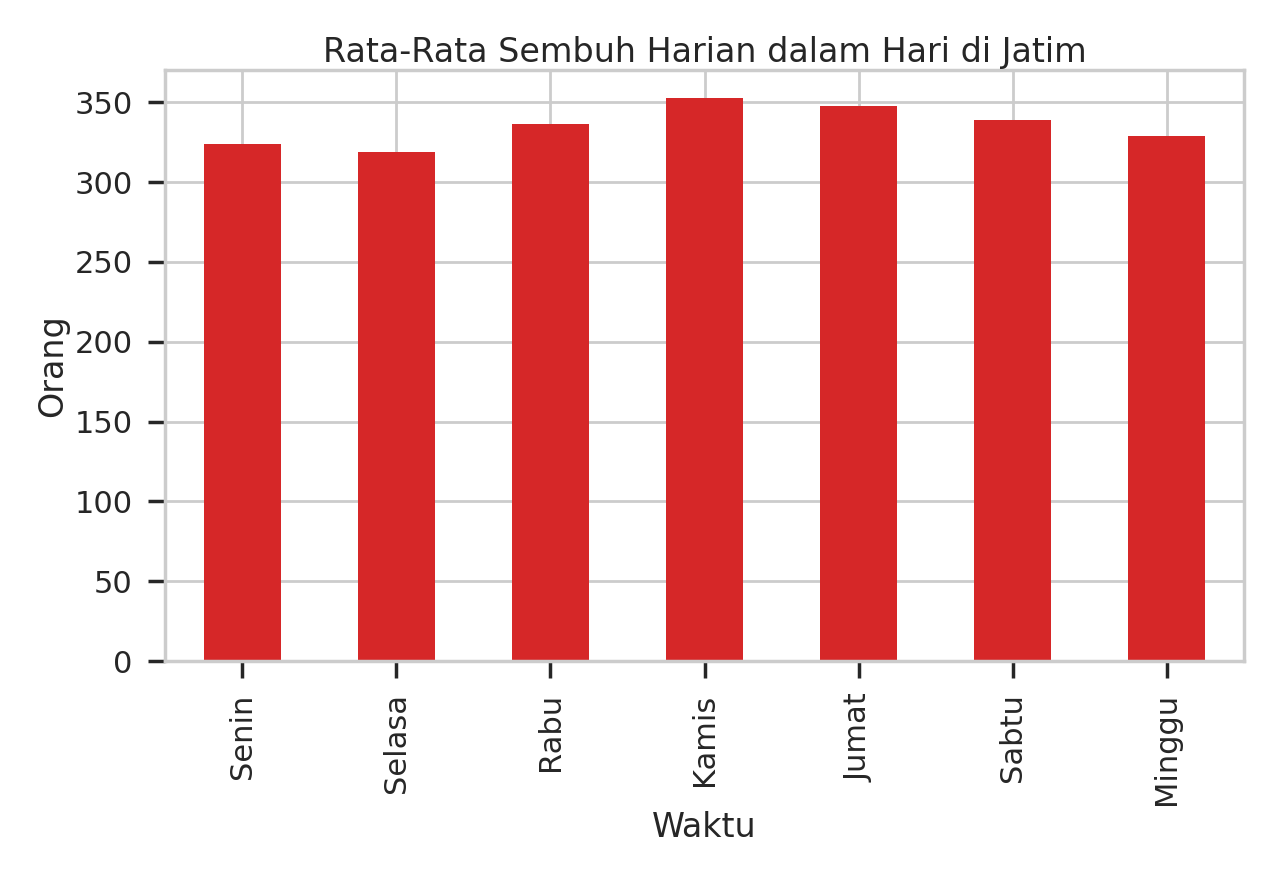 Rata-Rata Sembuh Harian dalam Hari di Jatim
Orang
350
300
250
200
150
100
50
0
Senin
Selasa
Rabu
Kamis
Jumat
Sabtu
Minggu
Waktu